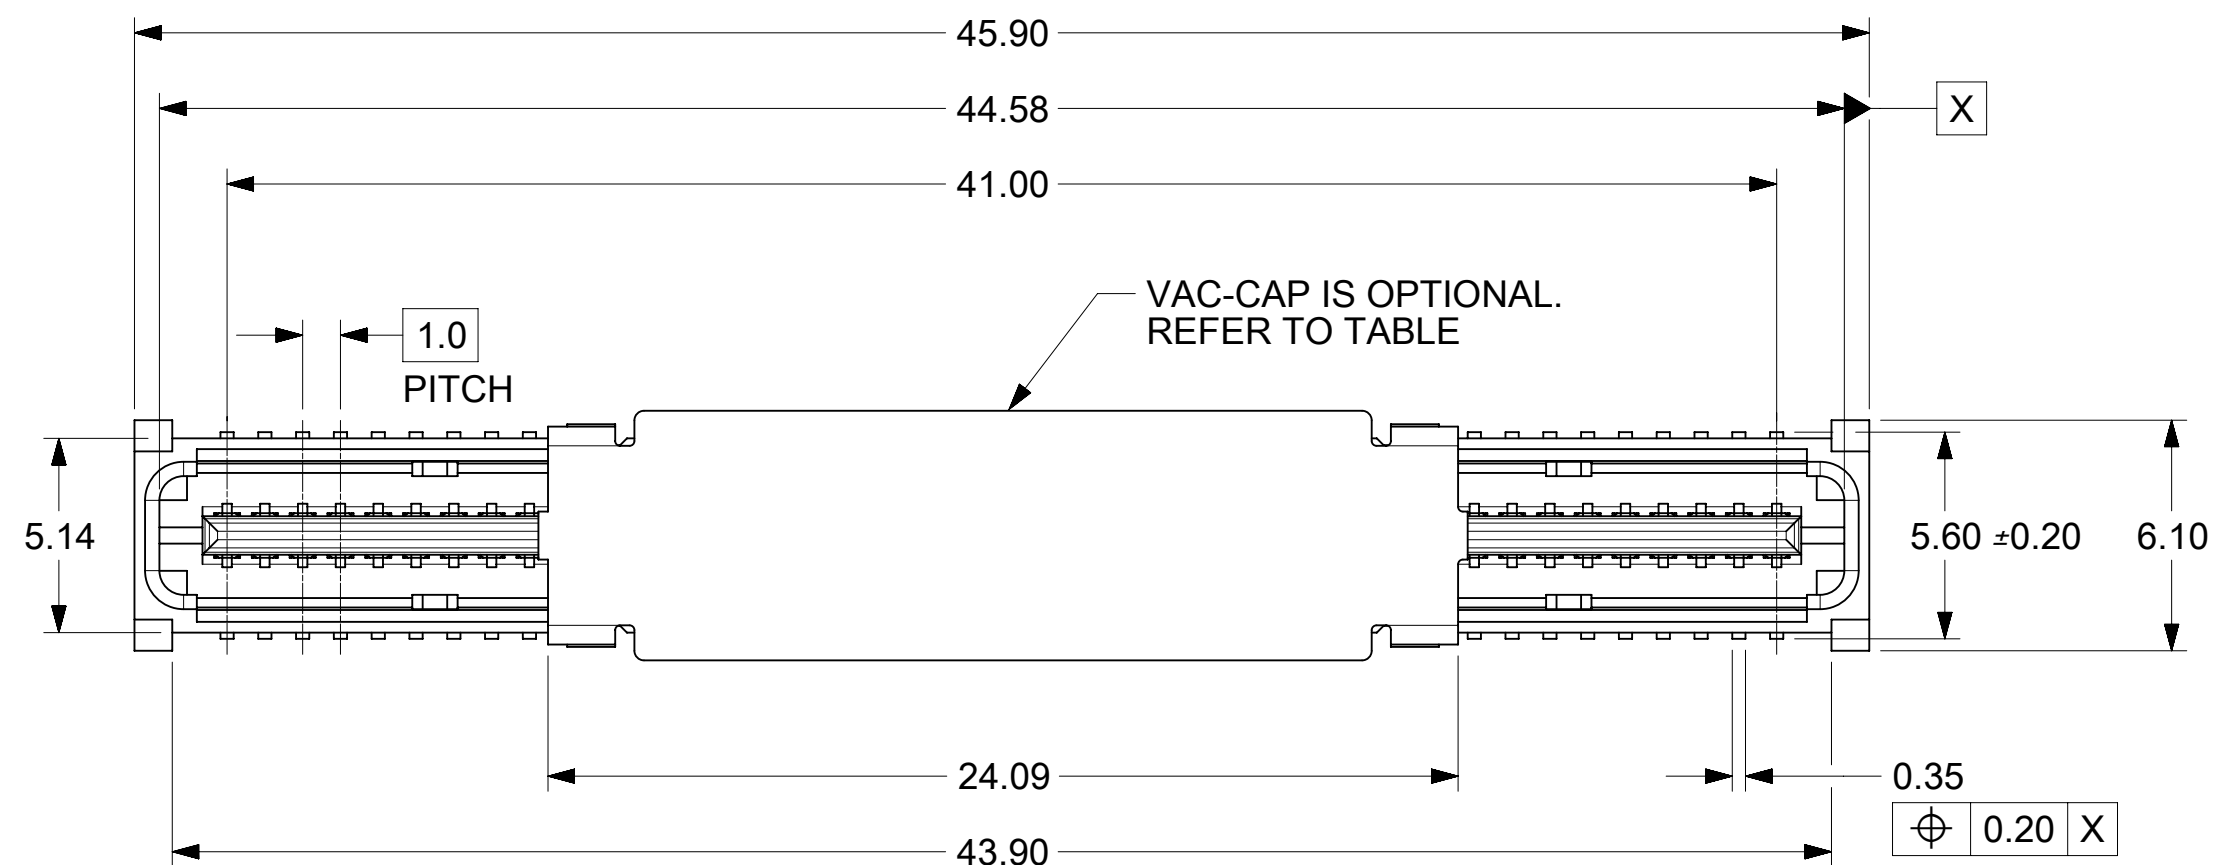 45.90
44.58
X
41.00
VAC-CAP IS OPTIONAL.
REFER TO TABLE
1.0
PITCH
5.14
5.60 ±0.20
6.10
24.09
0.35
⌖ 0.20 X
43.90